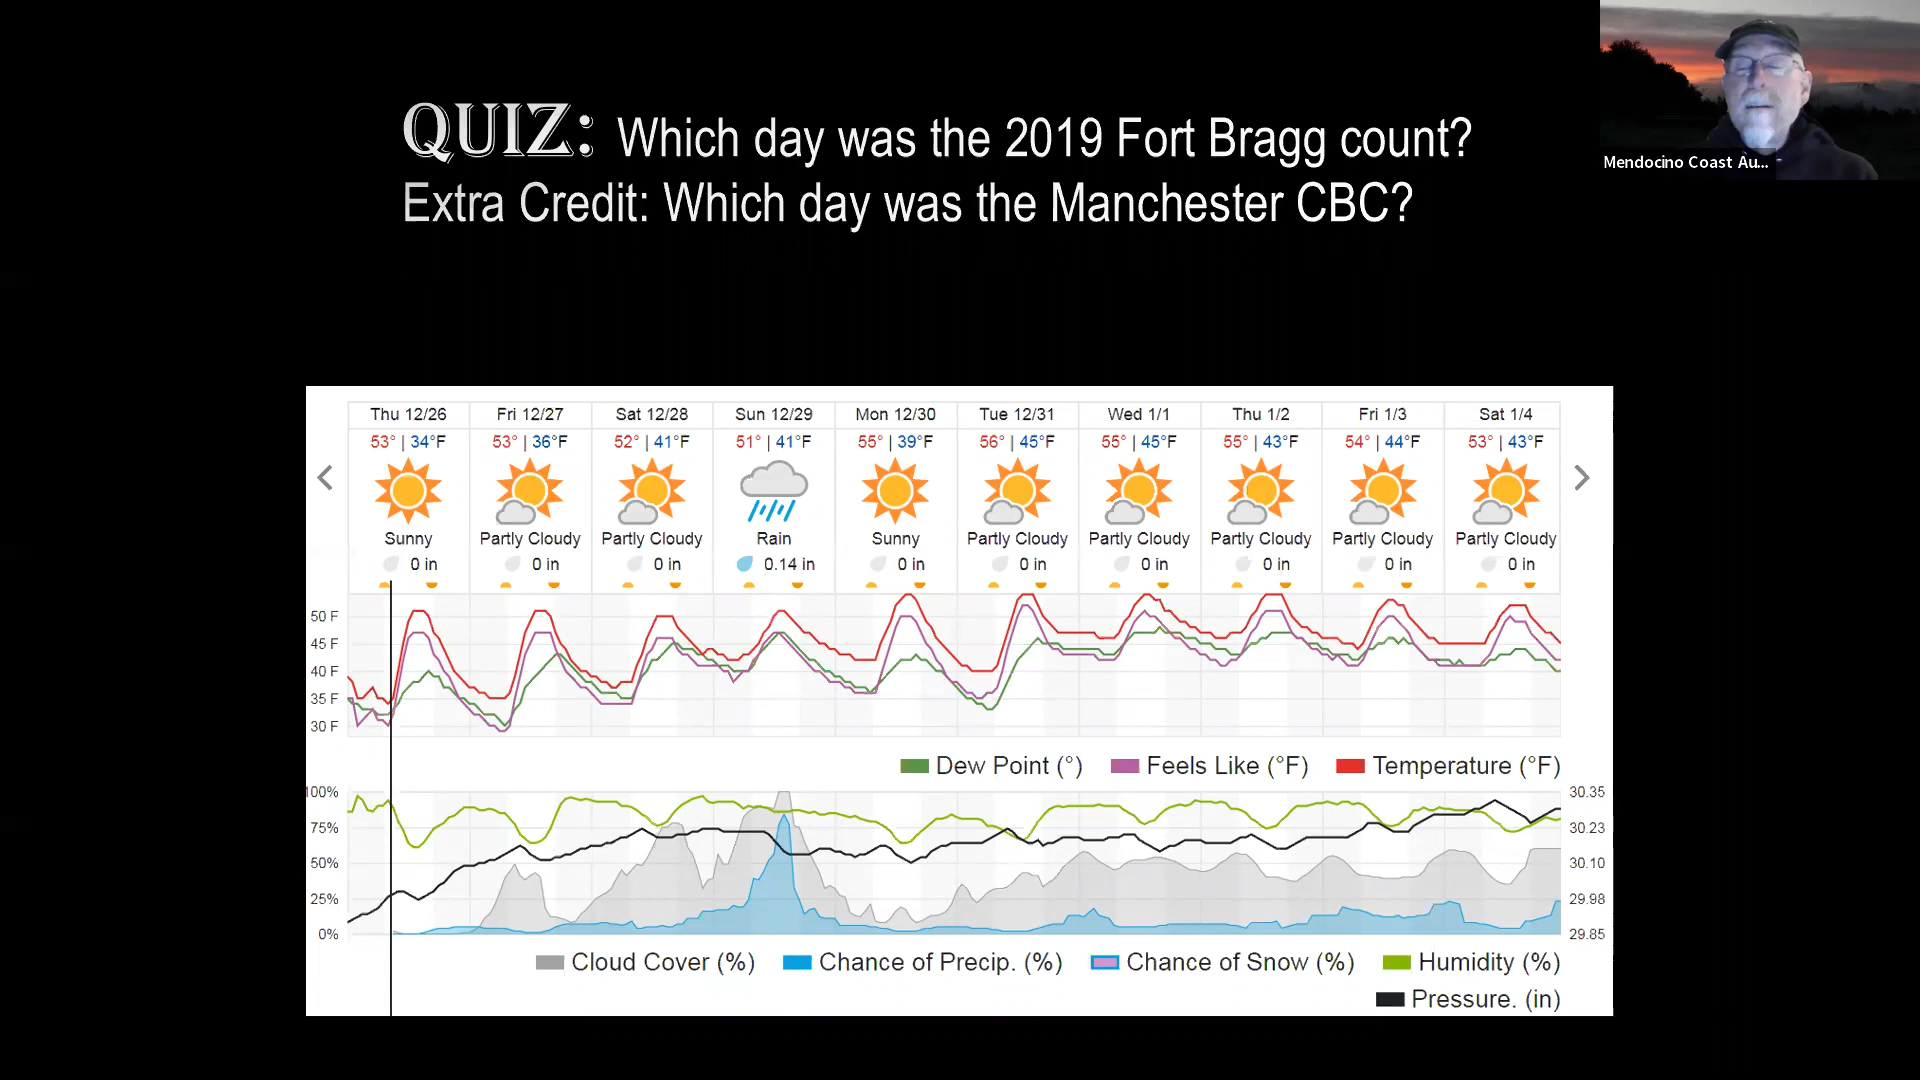 QUIZ: Which day was the 2019 Fort Bragg count?
Extra Credit: Which day was the Manchester CBC?
Mendocino Coast Au...
Thu 12/26 Fri 12/27 Sat 12/28 Sun 12/29 Mon 12/30 Tue 12/31 Wed 1/1 Thu 1/2 Fri 1/3 Sat 1/4
53° | 34°F 53° | 36°F 52° | 41°F 51° | 41°F 55° | 39°F 56° | 45°F 55° | 45°F 55° | 43°F 54° | 44°F 53° | 43°F
Sunny Partly Cloudy Partly Cloudy Rain Sunny Partly Cloudy Partly Cloudy Partly Cloudy Partly Cloudy Partly Cloudy
0 in 0 in 0 in 0.14 in 0 in 0 in 0 in 0 in 0 in 0 in
50 F
45 F
40 F
35 F
30 F
Dew Point (°) Feels Like (°F) Temperature (°F)
100% 30.35
75% 30.23
50% 30.10
25% 29.98
0% 29.85
Cloud Cover (%) Chance of Precip. (%) Chance of Snow (%) Humidity (%)
Pressure. (in)